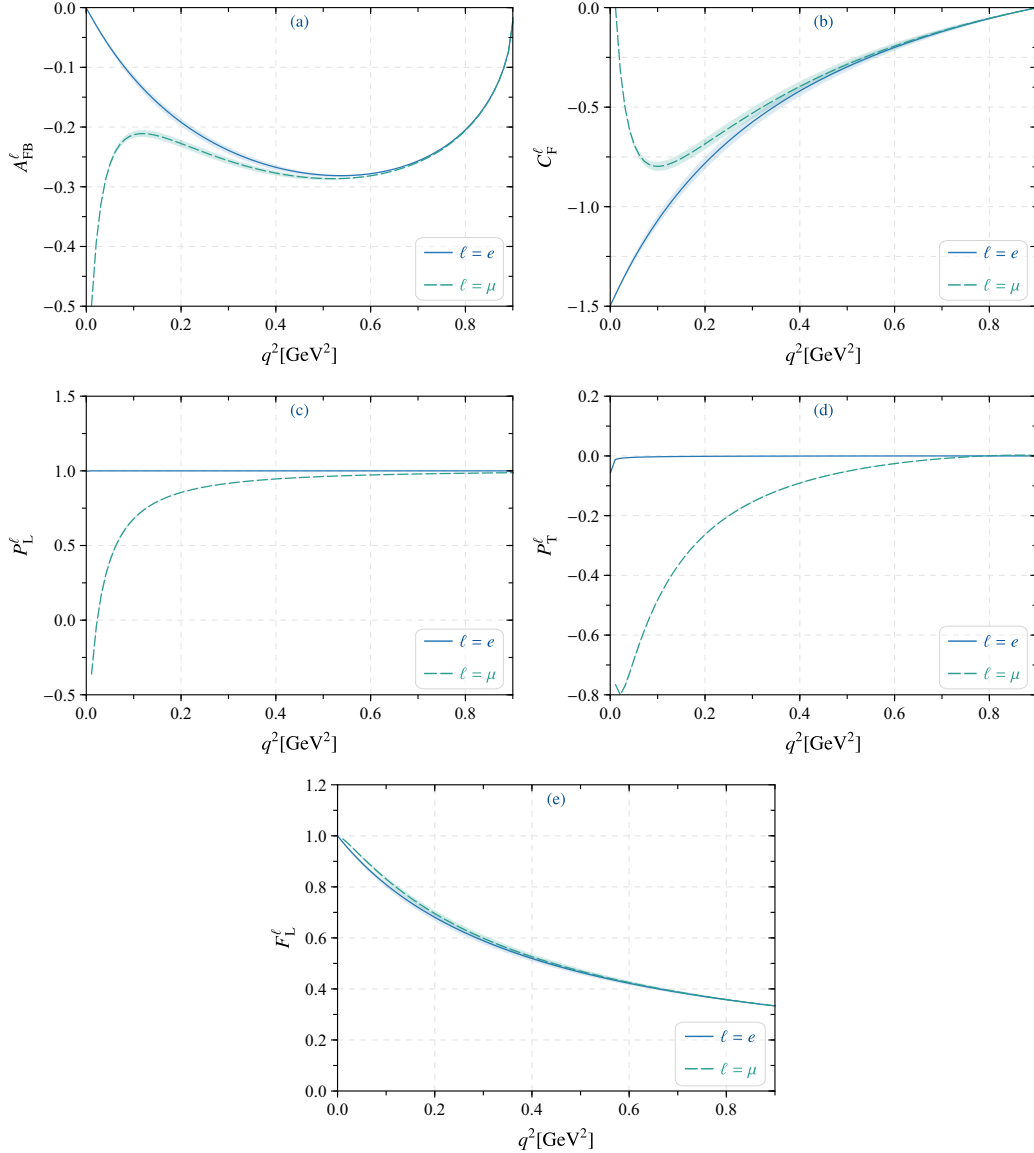 (a)
0.0
−0.1
−0.2
−0.3
−0.4
−0.5
A^ℓ_FB
0.0 0.2 0.4 0.6 0.8
q²[GeV²]
ℓ = e
ℓ = μ
(b)
0.0
−0.5
−1.0
−1.5
C^ℓ_F
0.0 0.2 0.4 0.6 0.8
q²[GeV²]
ℓ = e
ℓ = μ
(c)
1.5
1.0
0.5
0.0
−0.5
P^ℓ_L
0.0 0.2 0.4 0.6 0.8
q²[GeV²]
ℓ = e
ℓ = μ
(d)
0.2
0.0
−0.2
−0.4
−0.6
−0.8
P^ℓ_T
0.0 0.2 0.4 0.6 0.8
q²[GeV²]
ℓ = e
ℓ = μ
(e)
1.2
1.0
0.8
0.6
0.4
0.2
0.0
F^ℓ_L
0.0 0.2 0.4 0.6 0.8
q²[GeV²]
ℓ = e
ℓ = μ